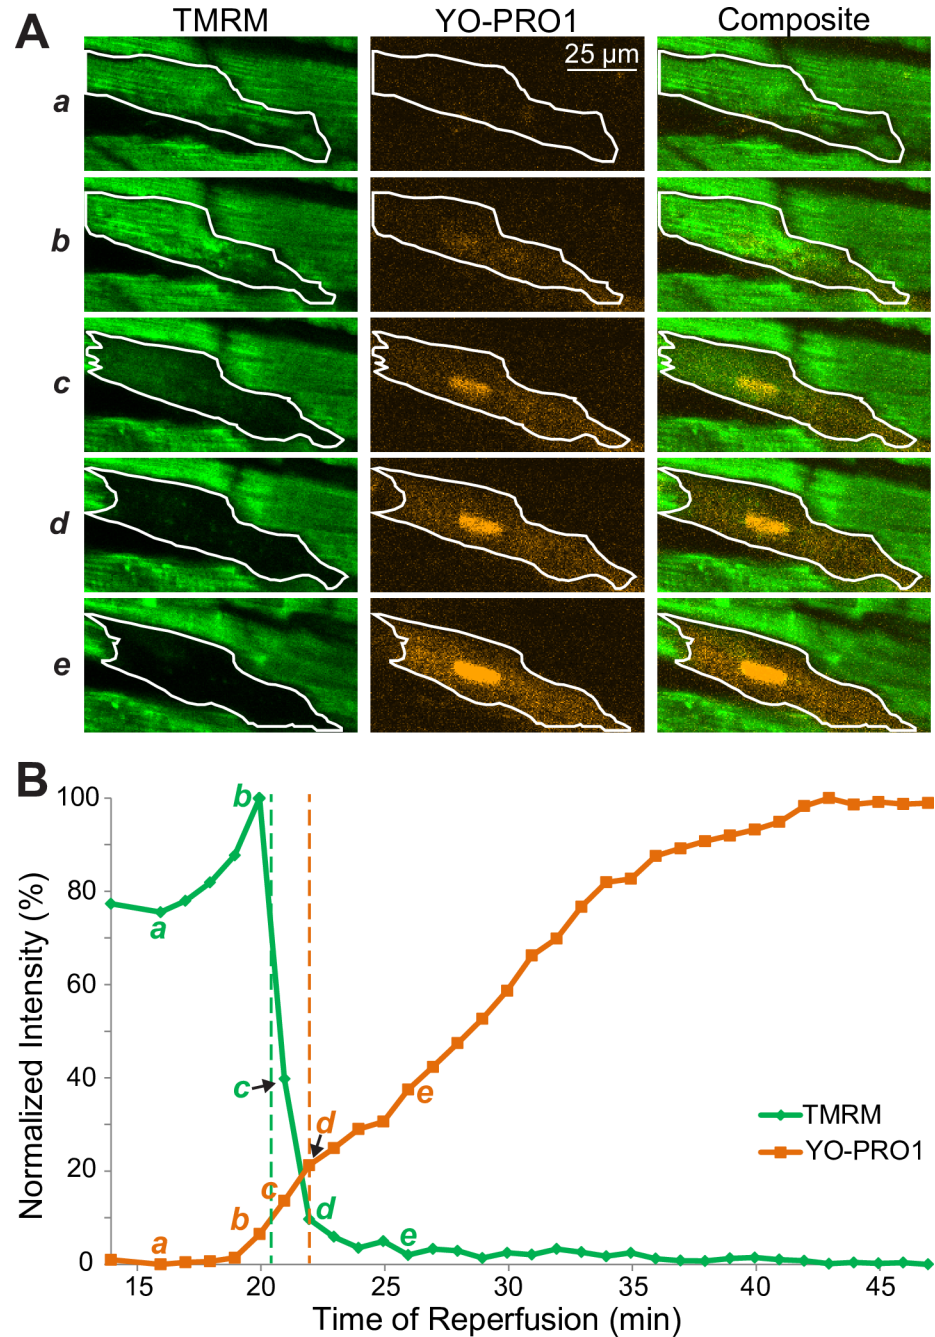 A
TMRM YO-PRO1 Composite
25 µm
a
b
c
d
e
B
Normalized Intensity (%)
100
80
60
40
20
0
b
a
c
d
e
a
b
c
d
e
TMRM
YO-PRO1
15 20 25 30 35 40 45
Time of Reperfusion (min)